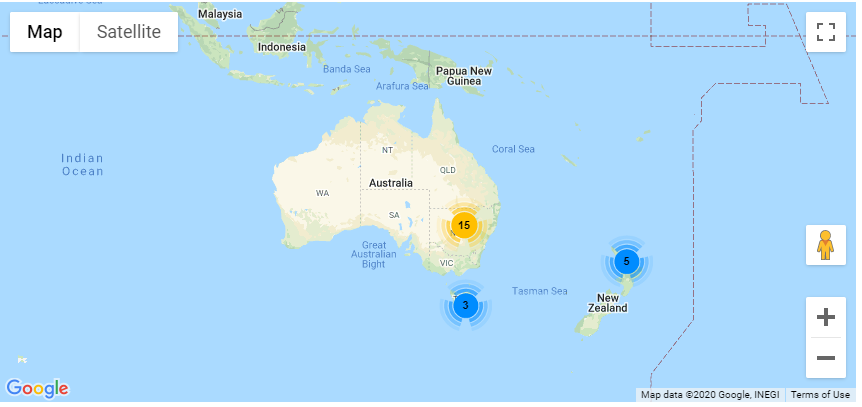 Malaysia
Map
Satellite
Indonesia
Banda Sea
Papua New
Guinea
Arafura Sea
Indian
Ocean
NT
Coral Sea
QLD
Australia
WA
SA
15
Great
Australian
Bight
VIC
5
Tasman Sea
3
New
Zealand
Google
Map data ©2020 Google, INEGI
Terms of Use